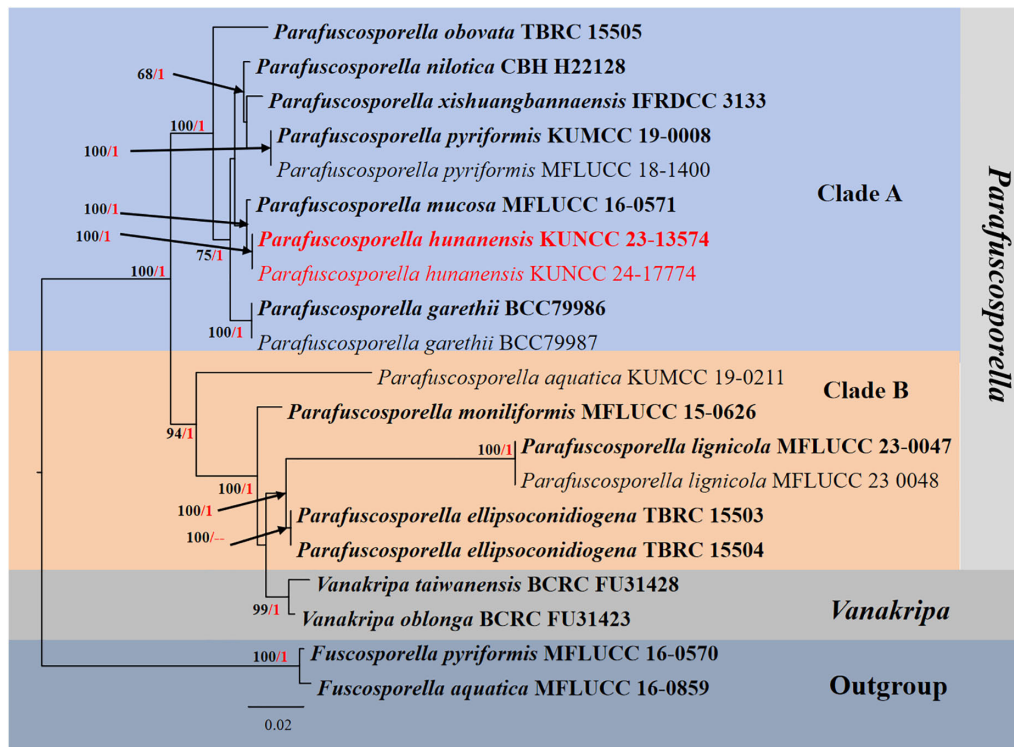 Parafuscosporella obovata TBRC 15505
Parafuscosporella nilotica CBH H22128
68/1
Parafuscosporella xishuangbannaensis IFRDCC 3133
100/1
Parafuscosporella pyriformis KUMCC 19-0008
100/1
Parafuscosporella pyriformis MFLUCC 18-1400
Clade A
Parafuscosporella
100/1
Parafuscosporella mucosa MFLUCC 16-0571
100/1
Parafuscosporella hunanensis KUNCC 23-13574
75/1
Parafuscosporella hunanensis KUNCC 24-17774
100/1
Parafuscosporella garethii BCC79986
100/1
Parafuscosporella garethii BCC79987
Parafuscosporella aquatica KUMCC 19-0211
Clade B
Parafuscosporella moniliformis MFLUCC 15-0626
94/1
100/1
Parafuscosporella lignicola MFLUCC 23-0047
Parafuscosporella lignicola MFLUCC 23 0048
100/1
100/1
Parafuscosporella ellipsoconidiogena TBRC 15503
100/--
Parafuscosporella ellipsoconidiogena TBRC 15504
Vanakripa taiwanensis BCRC FU31428
99/1
Vanakripa oblonga BCRC FU31423
Vanakripa
100/1
Fuscosporella pyriformis MFLUCC 16-0570
Fuscosporella aquatica MFLUCC 16-0859
Outgroup
0.02